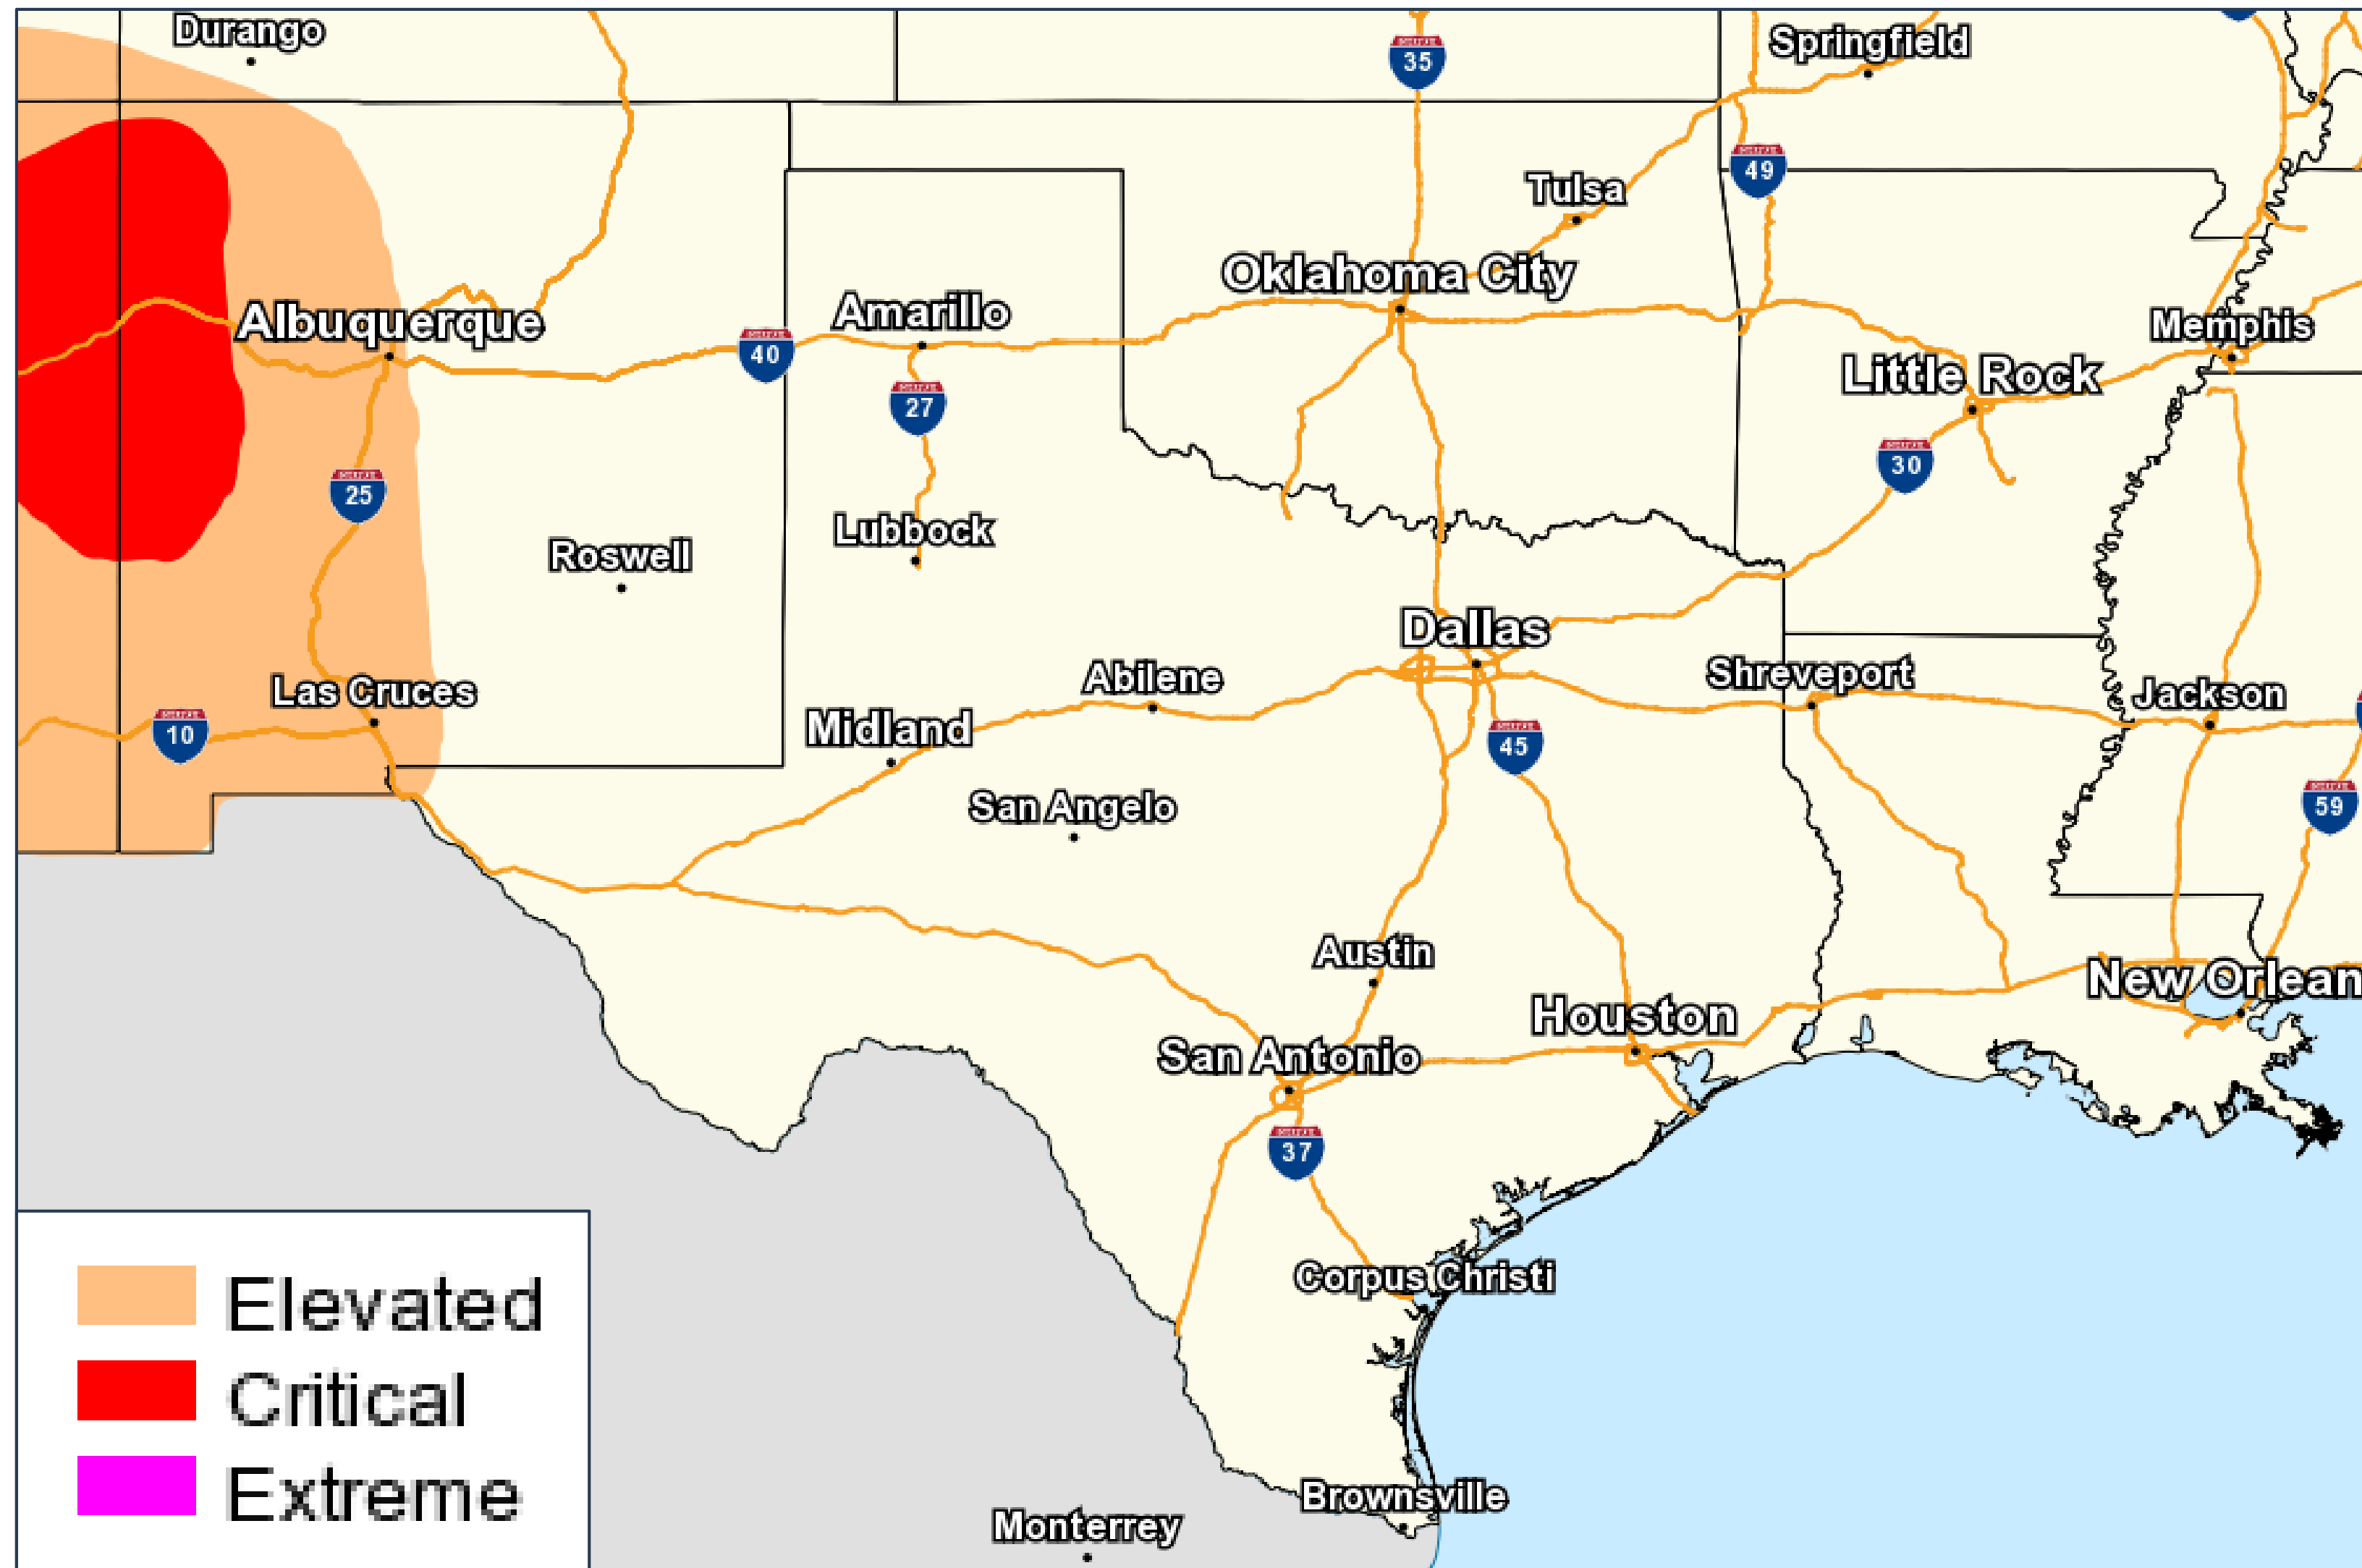 Durango
Springfield
35
49
Tulsa
Oklahoma City
Albuquerque
Amarillo
40
Memphis
Little Rock
27
30
25
Lubbock
Roswell
Dallas
Abilene
Shreveport
Las Cruces
Jackson
Midland
10
45
San Angelo
59
Austin
New Orlean
Houston
San Antonio
37
Corpus Christi
Elevated
Critical
Extreme
Brownsville
Monterrey